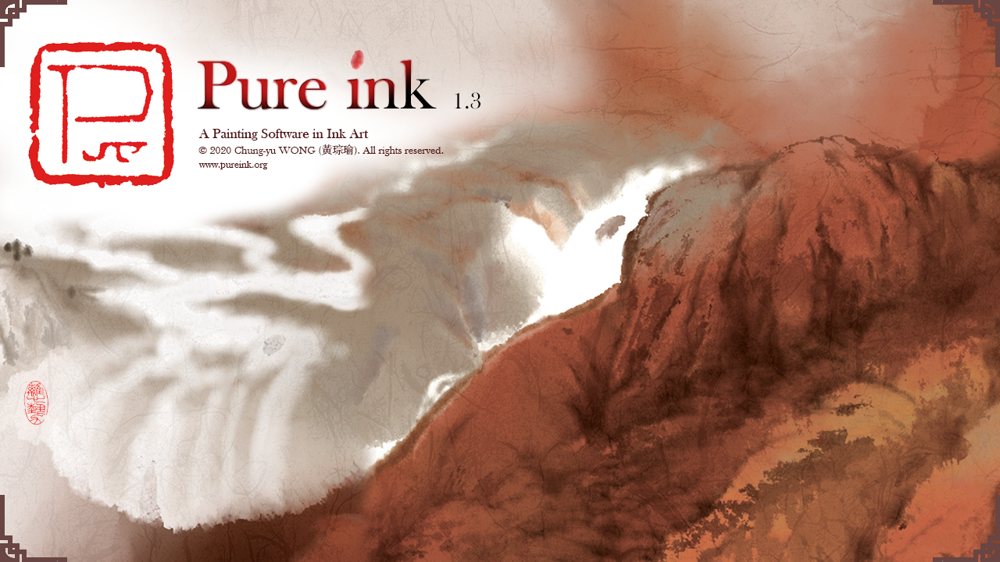 Pure ink 1.3
A Painting Software in Ink Art
© 2020 Chung-yu WONG (黃琮瑜). All rights reserved.
www.pureink.org